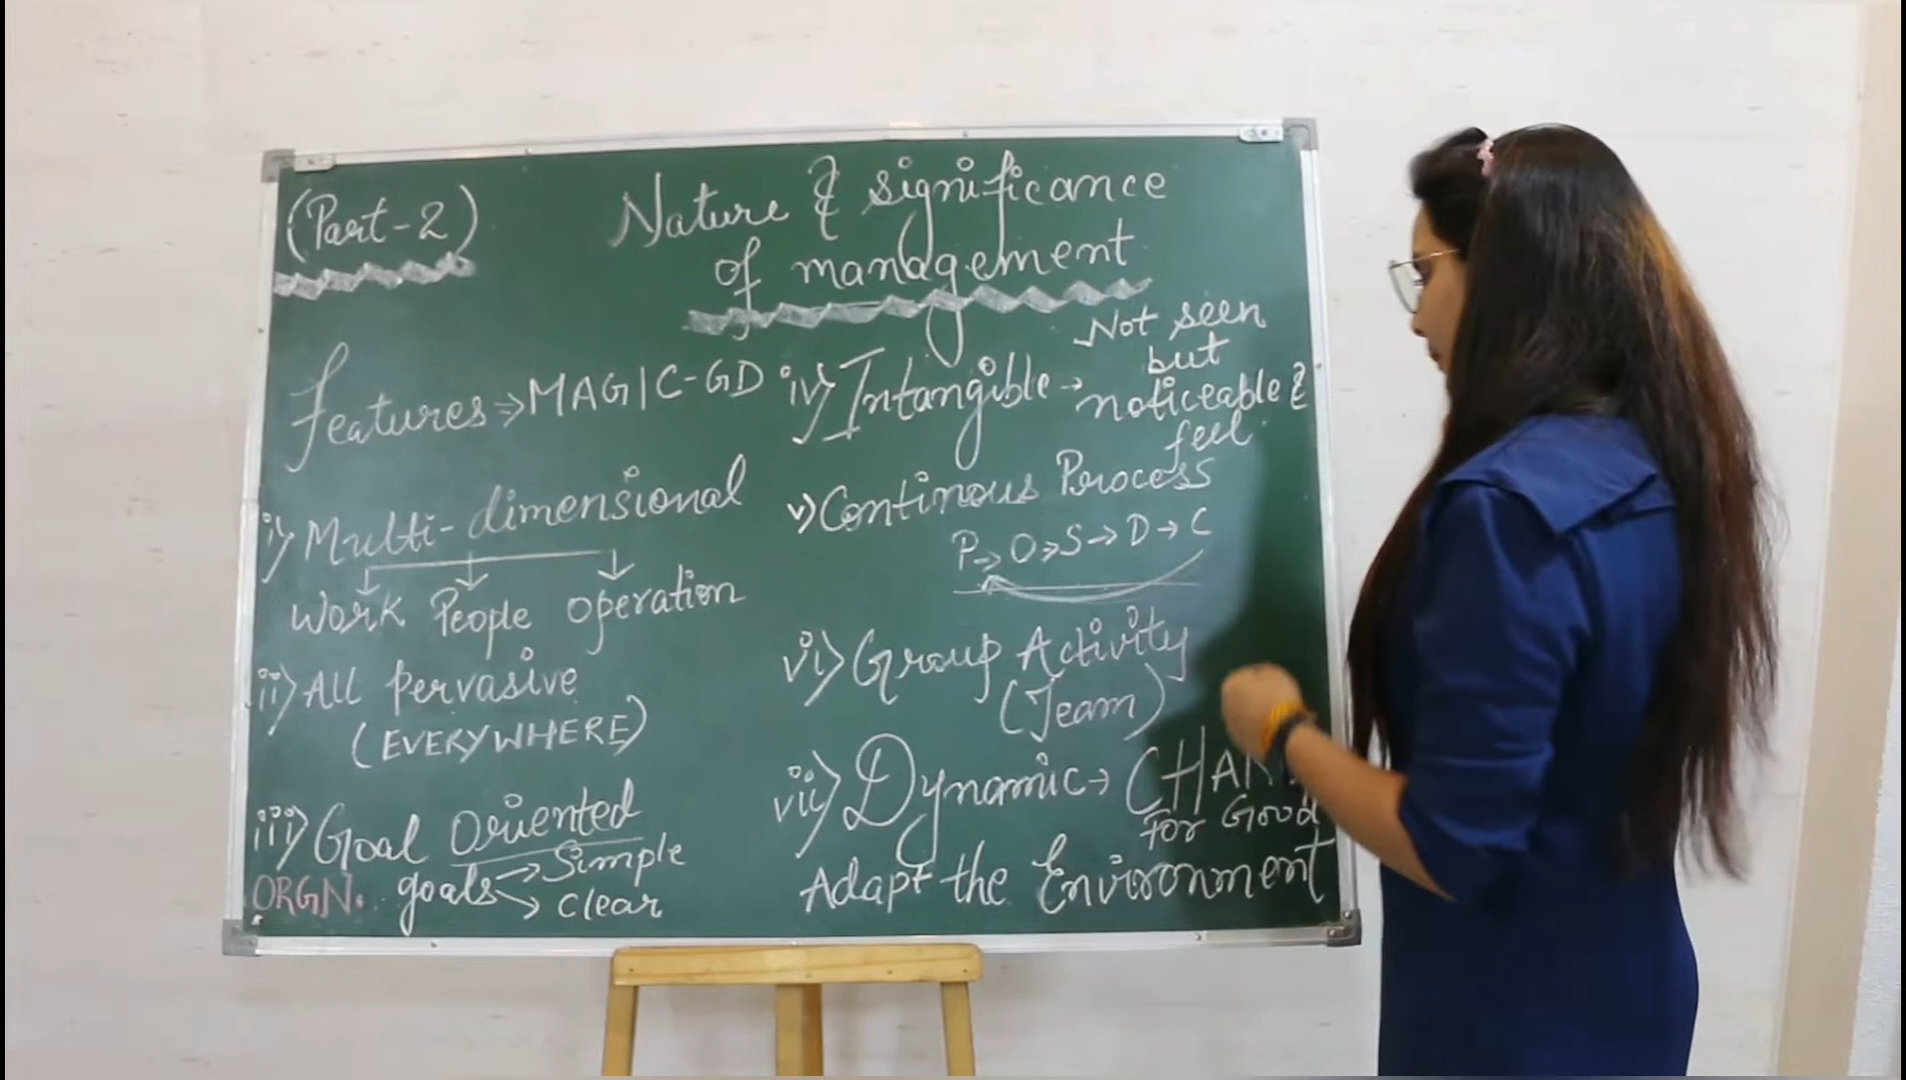 (Part-2)
Nature & significance
of management
Features => MAGIC-GD
i) Multi-dimensional
Work People operation
ii) All pervasive
(EVERYWHERE)
iii) Goal Oriented
ORGN. goals → Simple
→ clear
iv) Intangible → Not seen
but
noticeable &
feel.
v) Continous Process
P → O → S → D → C
vi) Group Activity
(Team)
vii) Dynamic →
For Good
Adapt the Environment